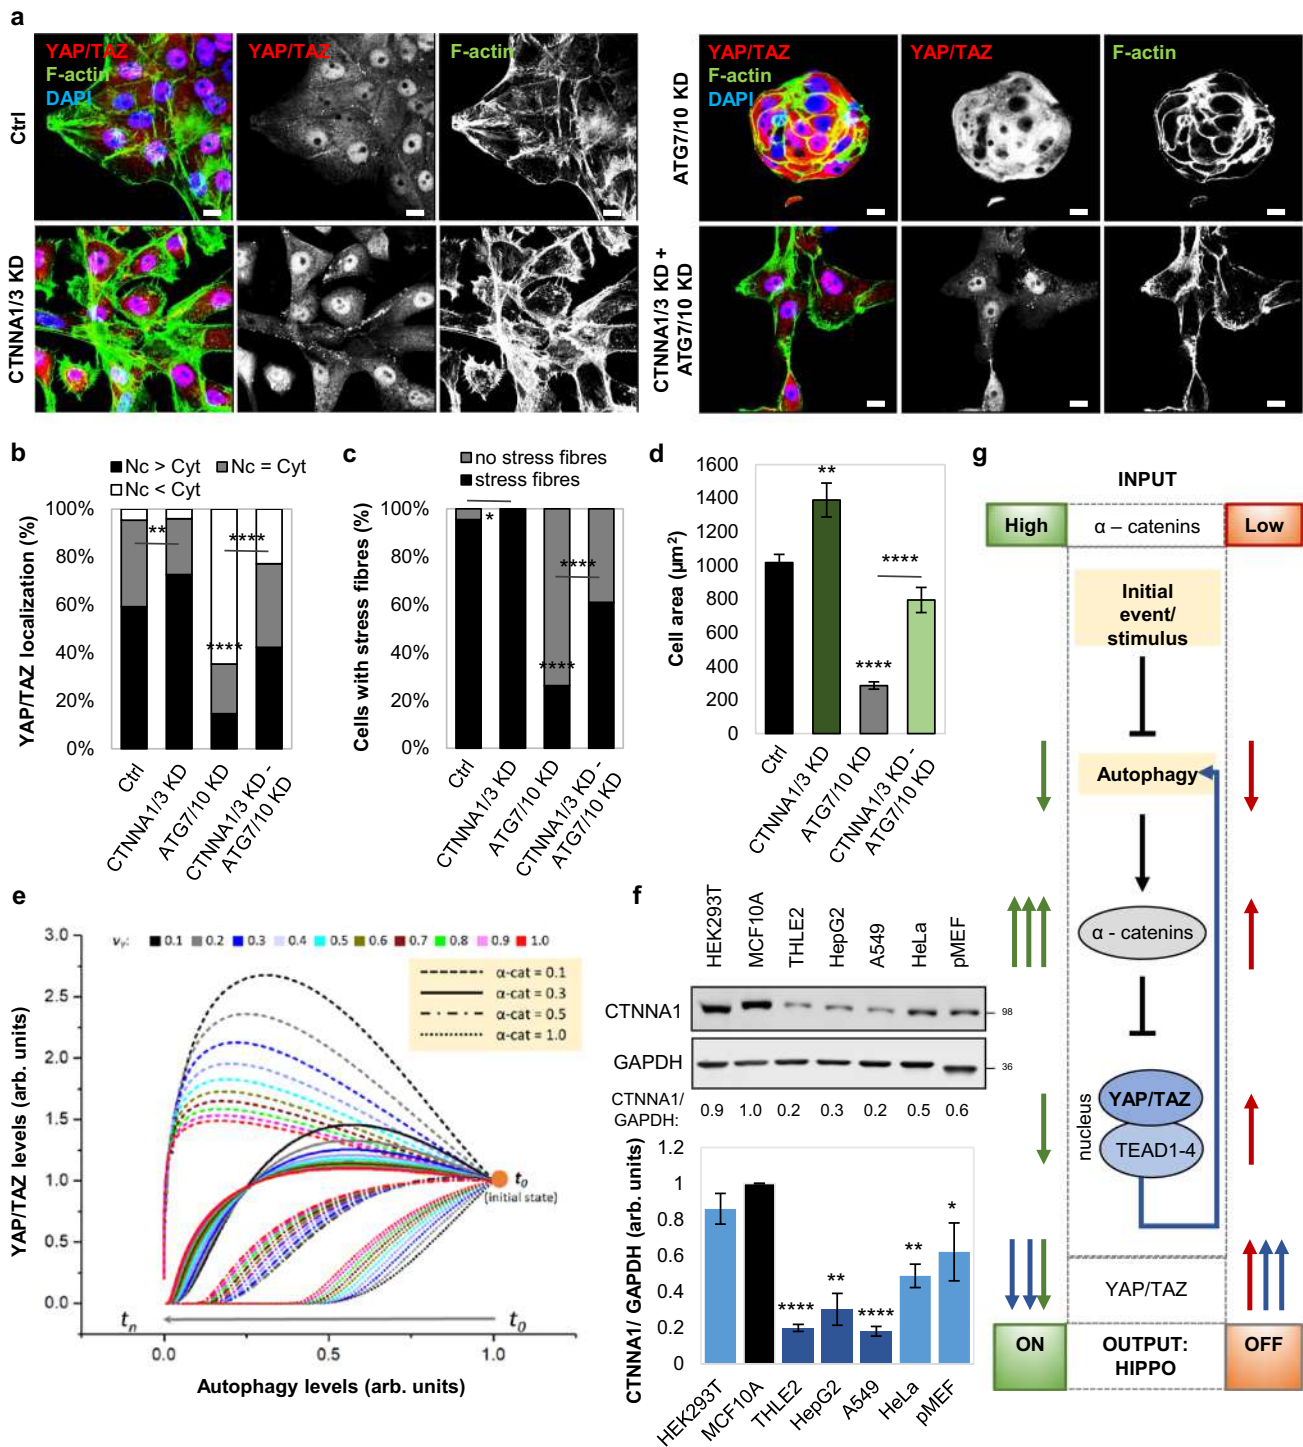 a
YAP/TAZ
F-actin
DAPI
YAP/TAZ
F-actin
Ctrl
CTNNA1/3 KD
YAP/TAZ
F-actin
DAPI
YAP/TAZ
F-actin
ATG7/10 KD
CTNNA1/3 KD +
ATG7/10 KD
b
Nc > Cyt
Nc = Cyt
Nc < Cyt
YAP/TAZ localization (%)
100%
80%
60%
40%
20%
0%
**
****
****
Ctrl
CTNNA1/3 KD
ATG7/10 KD
CTNNA1/3 KD -
ATG7/10 KD
c
no stress fibres
stress fibres
Cells with stress fibres (%)
100%
80%
60%
40%
20%
0%
*
****
****
Ctrl
CTNNA1/3 KD
ATG7/10 KD
CTNNA1/3 KD -
ATG7/10 KD
d
Cell area (µm²)
1600
1400
1200
1000
800
600
400
200
0
**
****
****
Ctrl
CTNNA1/3 KD
ATG7/10 KD
CTNNA1/3 KD -
ATG7/10 KD
e
YAP/TAZ levels (arb. units)
3.0
2.5
2.0
1.5
1.0
0.5
0.0
νY: 0.1 0.2 0.3 0.4 0.5 0.6 0.7 0.8 0.9 1.0
α-cat = 0.1
α-cat = 0.3
α-cat = 0.5
α-cat = 1.0
t0
(initial state)
tn
t0
0.0 0.5 1.0
Autophagy levels (arb. units)
f
HEK293T
MCF10A
THLE2
HepG2
A549
HeLa
pMEF
CTNNA1
98
GAPDH
36
CTNNA1/
GAPDH:
0.9 1.0 0.2 0.3 0.2 0.5 0.6
CTNNA1/ GAPDH (arb. units)
1.2
1
0.8
0.6
0.4
0.2
0
****
**
****
**
*
HEK293T
MCF10A
THLE2
HepG2
A549
HeLa
pMEF
g
INPUT
High
α – catenins
Low
Initial
event/
stimulus
Autophagy
α - catenins
nucleus
YAP/TAZ
TEAD1-4
YAP/TAZ
ON
OUTPUT:
HIPPO
OFF